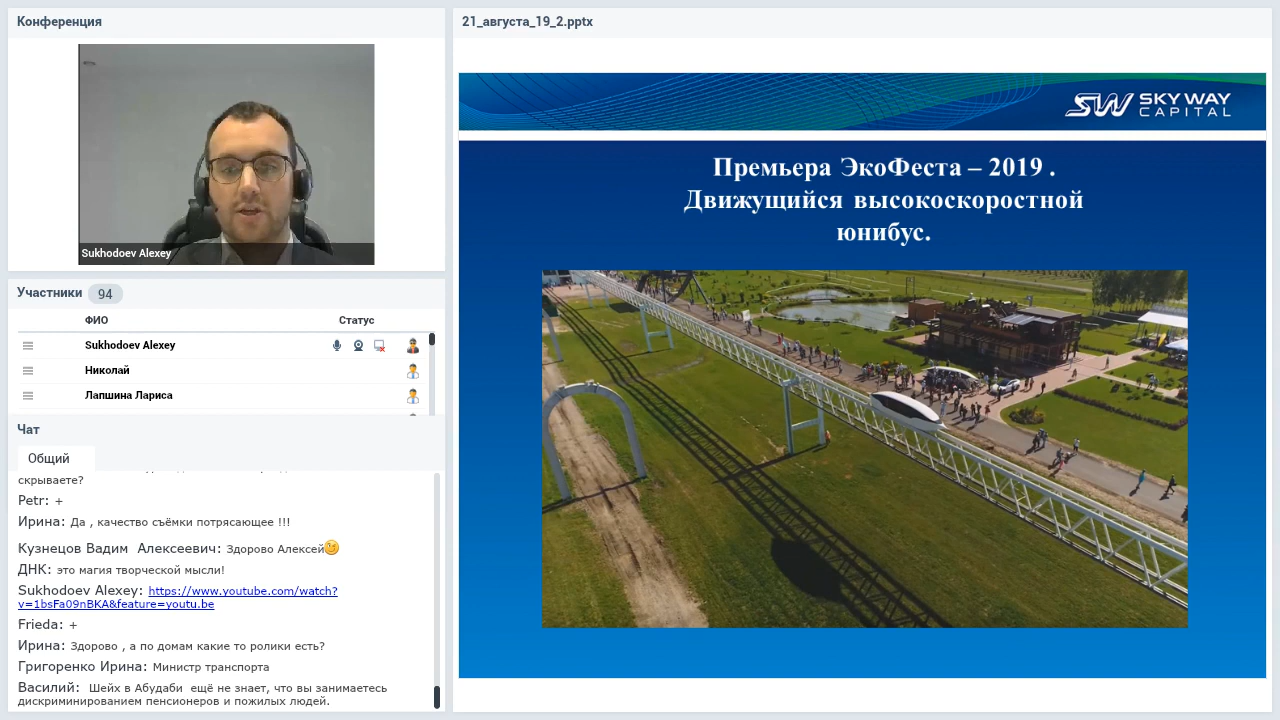 Конференция
Sukhodoev Alexey
Участники 94
ФИО Статус
Sukhodoev Alexey
Николай
Лапшина Лариса
Чат
Общий
скрываете?
Petr: +
Ирина: Да , качество съёмки потрясающее !!!
Кузнецов Вадим Алексеевич: Здорово Алексей
ДНК: это магия творческой мысли!
Sukhodoev Alexey: https://www.youtube.com/watch?
v=1bsFa09nBKA&feature=youtu.be
Frieda: +
Ирина: Здорово , а по домам какие то ролики есть?
Григоренко Ирина: Министр транспорта
Василий: Шейх в Абудаби ещё не знает, что вы занимаетесь
дискриминированием пенсионеров и пожилых людей.
21_августа_19_2.pptx
SW SKY WAY
CAPITAL
Премьера ЭкоФеста – 2019 .
Движущийся высокоскоростной
юнибус.